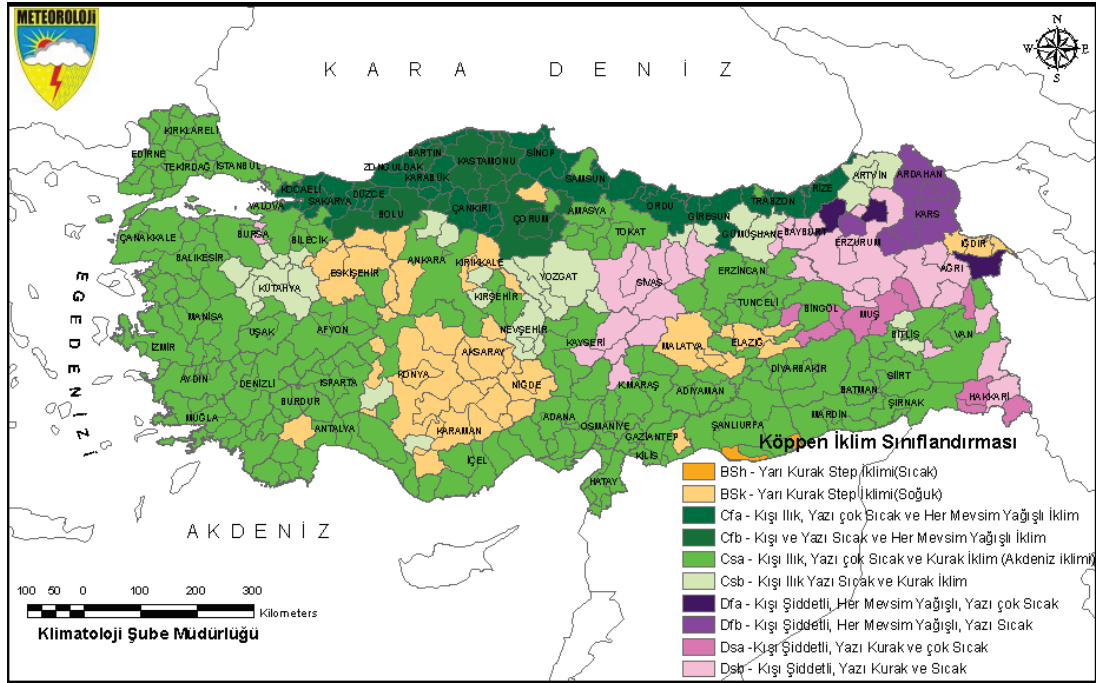 METEOROLOJİ
N
W E
S
KARA DENİZ
EGE DENİZİ
AKDENİZ
KIRKLARELİ
EDİRNE
TEKİRDAĞ
İSTANBUL
KOCAELİ
YALOVA
SAKARYA
DÜZCE
ZONGULDAK
BARTIN
KARABÜK
KASTAMONU
SİNOP
SAMSUN
BOLU
ÇANKIRI
ÇORUM
AMASYA
TOKAT
ORDU
GİRESUN
TRABZON
RİZE
ARTVİN
ARDAHAN
KARS
GÜMÜŞHANE
BAYBURT
ERZURUM
IĞDIR
AĞRI
ÇANAKKALE
BALIKESİR
BURSA
BİLECİK
ESKİŞEHİR
ANKARA
KIRIKKALE
YOZGAT
SİVAS
ERZİNCAN
TUNCELİ
BİNGÖL
MUŞ
BİTLİS
VAN
KÜTAHYA
KIRŞEHİR
NEVŞEHİR
KAYSERİ
MALATYA
ELAZIĞ
MANİSA
UŞAK
AFYON
İZMİR
AYDIN
DENİZLİ
ISPARTA
BURDUR
MUĞLA
ANTALYA
KONYA
AKSARAY
NİĞDE
KARAMAN
İÇEL
ADANA
OSMANİYE
K.MARAŞ
ADIYAMAN
GAZİANTEP
KİLİS
HATAY
ŞANLIURFA
DİYARBAKIR
MARDİN
BATMAN
SİİRT
ŞIRNAK
HAKKARİ
Köppen İklim Sınıflandırması
BSh - Yarı Kurak Step İklimi(Sıcak)
BSk - Yarı Kurak Step İklimi(Soğuk)
Cfa - Kışı Ilık, Yazı çok Sıcak ve Her Mevsim Yağışlı İklim
Cfb - Kışı ve Yazı Sıcak ve Her Mevsim Yağışlı İklim
Csa - Kışı Ilık, Yazı çok Sıcak ve Kurak İklim (Akdeniz iklimi)
Csb - Kışı Ilık Yazı Sıcak ve Kurak İklim
Dfa - Kışı Şiddetli, Her Mevsim Yağışlı, Yazı çok Sıcak
Dfb - Kışı Şiddetli, Her Mevsim Yağışlı, Yazı Sıcak
Dsa -Kışı Şiddetli, Yazı Kurak ve çok Sıcak
Dsb - Kışı Şiddetli, Yazı Kurak ve Sıcak
100 50 0 100 200 300
Kilometers
Klimatoloji Şube Müdürlüğü